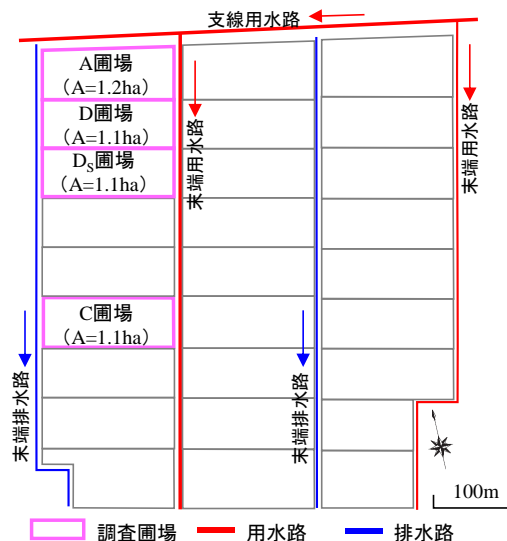 支線用水路
A圃場
（A=1.2ha）
D圃場
（A=1.1ha）
DS圃場
（A=1.1ha）
末端用水路
末端用水路
C圃場
（A=1.1ha）
末端排水路
末端排水路
100m
調査圃場
用水路
排水路